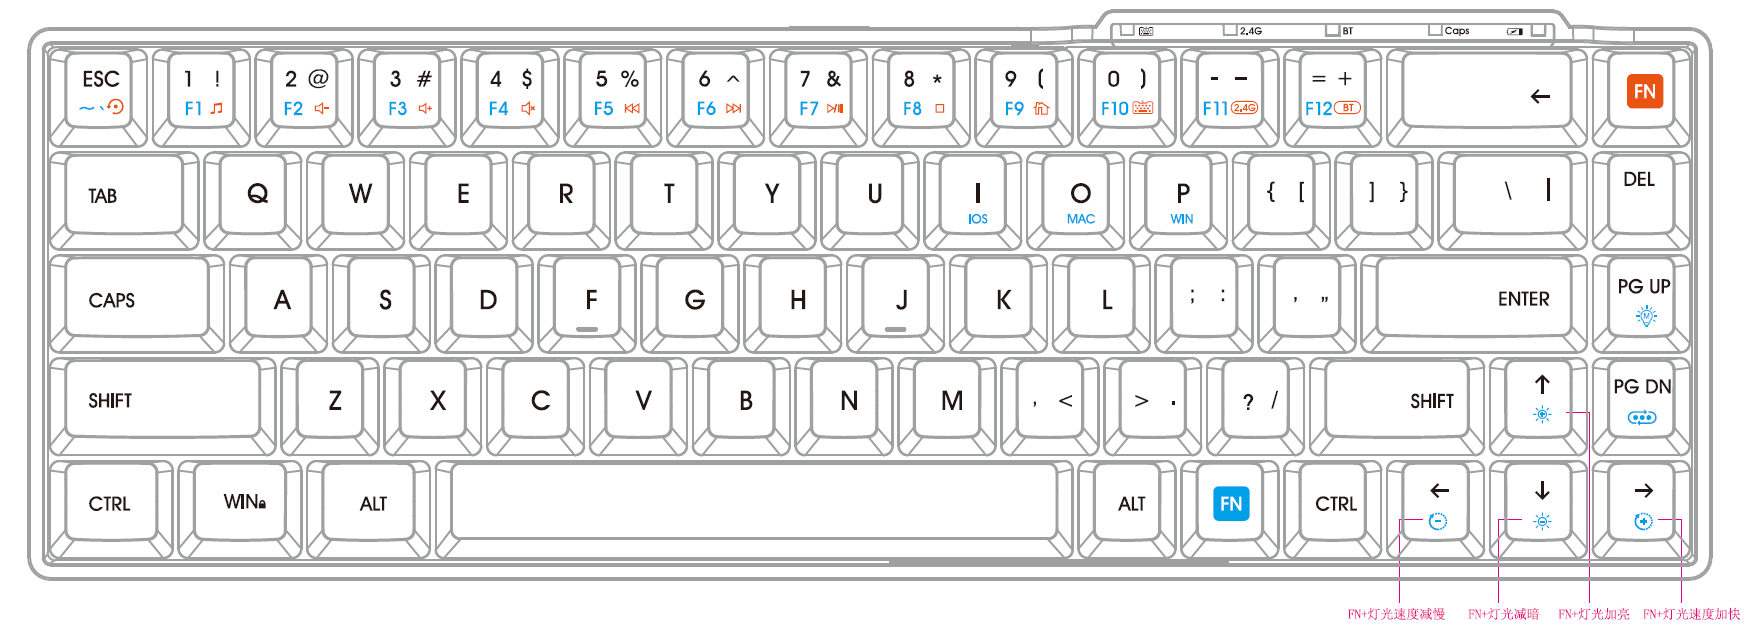 2.4G BT Caps
ESC 1 ! 2 @ 3 # 4 $ 5 % 6 ^ 7 & 8 * 9 ( 0 ) - – = + ← FN
~ 、 F1 F2 F3 F4 F5 F6 F7 F8 F9 F10 F11 2.4G F12 BT
TAB Q W E R T Y U I O P { [ ] } \ | DEL
IOS MAC WIN
CAPS A S D F G H J K L ; : , „ ENTER PG UP
M
SHIFT Z X C V B N M , < > . ? / SHIFT ↑ PG DN
CTRL WIN ALT ALT FN CTRL ← ↓ →
FN+灯光速度减慢 FN+灯光减暗 FN+灯光加亮 FN+灯光速度加快